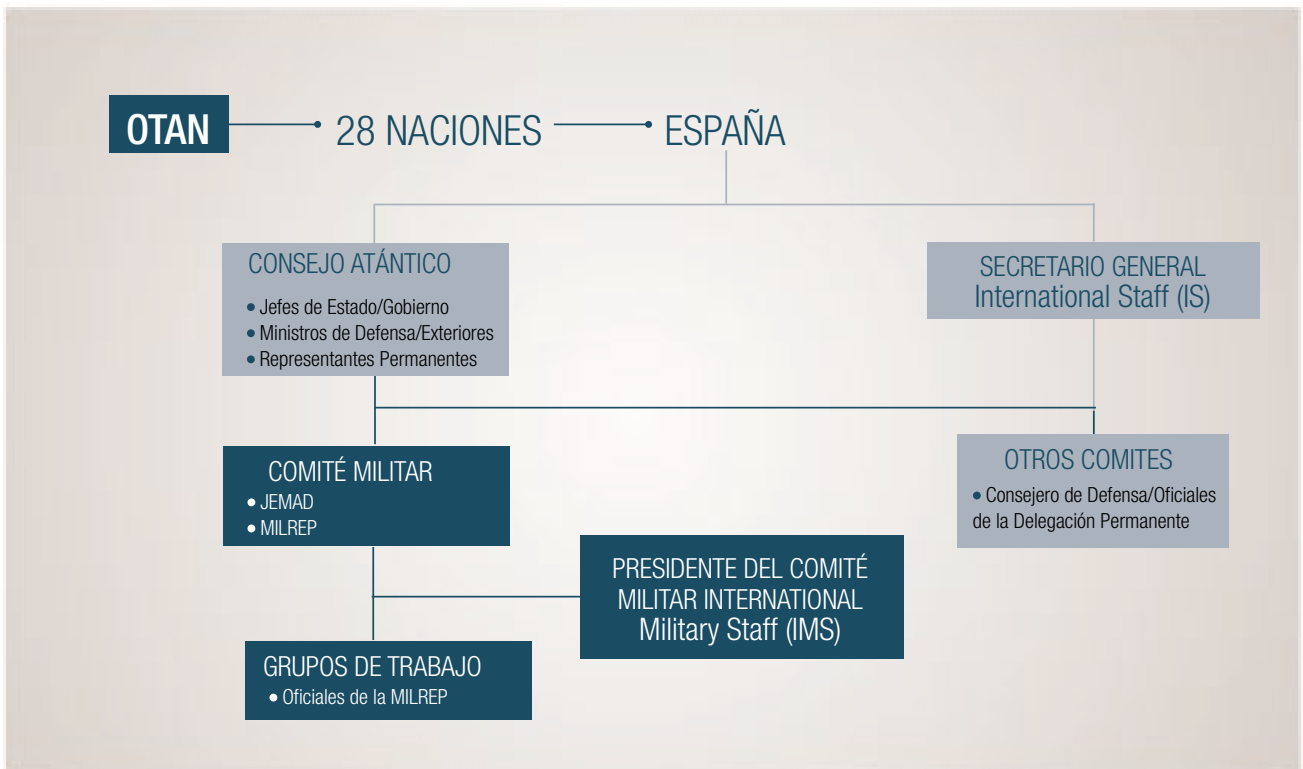 OTAN
28 NACIONES
ESPAÑA
CONSEJO ATÁNTICO
• Jefes de Estado/Gobierno
• Ministros de Defensa/Exteriores
• Representantes Permanentes
SECRETARIO GENERAL
International Staff (IS)
COMITÉ MILITAR
• JEMAD
• MILREP
OTROS COMITES
• Consejero de Defensa/Oficiales
de la Delegación Permanente
PRESIDENTE DEL COMITÉ
MILITAR INTERNATIONAL
Military Staff (IMS)
GRUPOS DE TRABAJO
• Oficiales de la MILREP